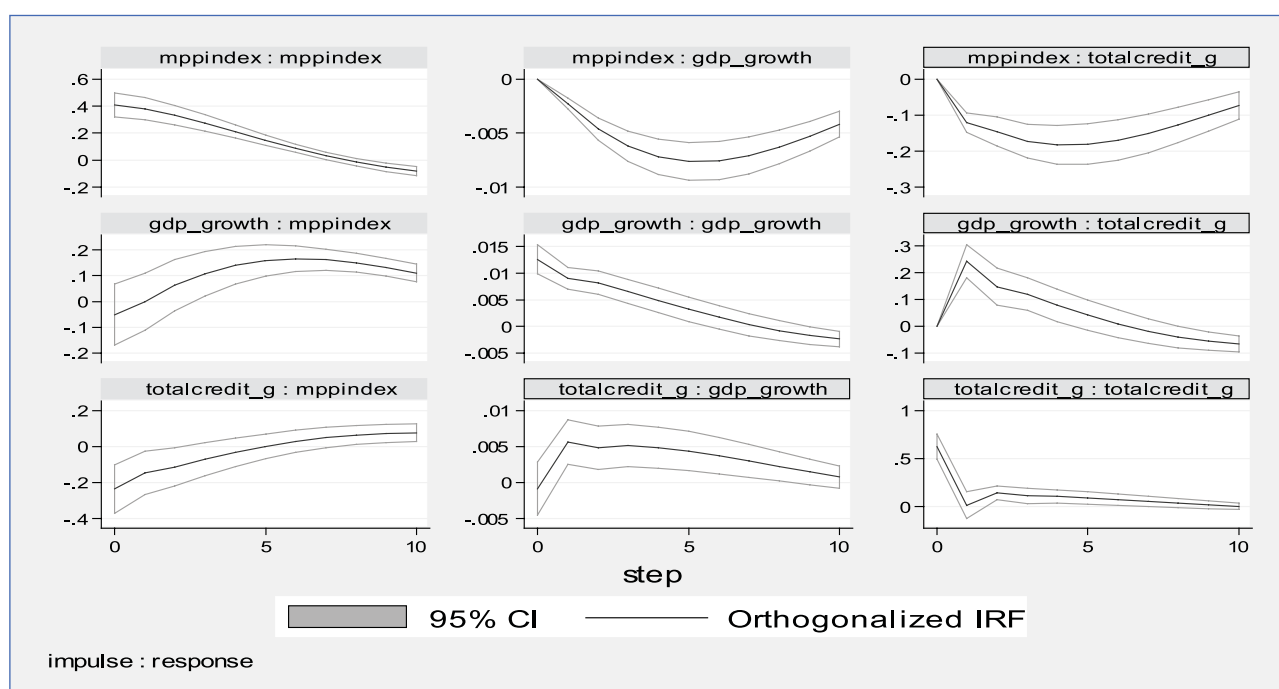 mppindex : mppindex
mppindex : gdp_growth
mppindex : totalcredit_g
.6
.4
.2
0
-.2
0
-.005
-.01
0
-.1
-.2
-.3
gdp_growth : mppindex
gdp_growth : gdp_growth
gdp_growth : totalcredit_g
.2
.1
0
-.1
-.2
.015
.01
.005
0
-.005
.3
.2
.1
0
-.1
totalcredit_g : mppindex
totalcredit_g : gdp_growth
totalcredit_g : totalcredit_g
.2
0
-.2
-.4
.01
.005
0
-.005
1
.5
0
0 5 10
0 5 10
0 5 10
step
95% CI
Orthogonalized IRF
impulse : response